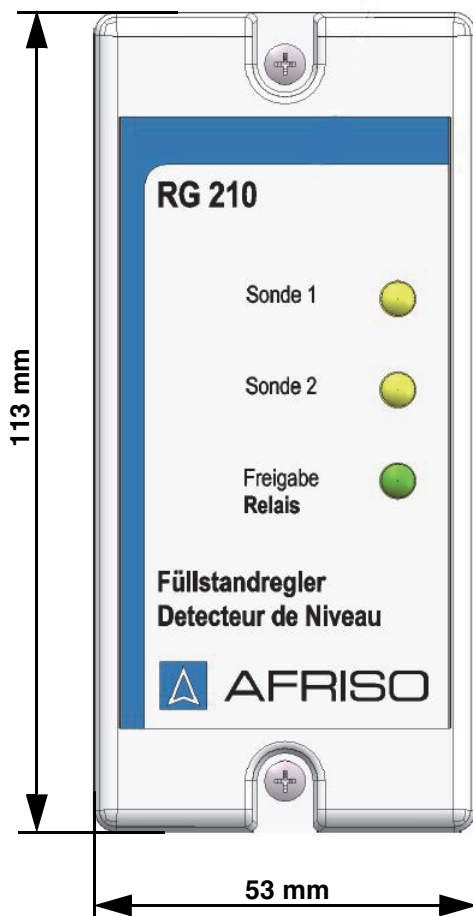 RG 210
Sonde 1
Sonde 2
Freigabe
Relais
Füllstandregler
Detecteur de Niveau
AFRISO
113 mm
53 mm